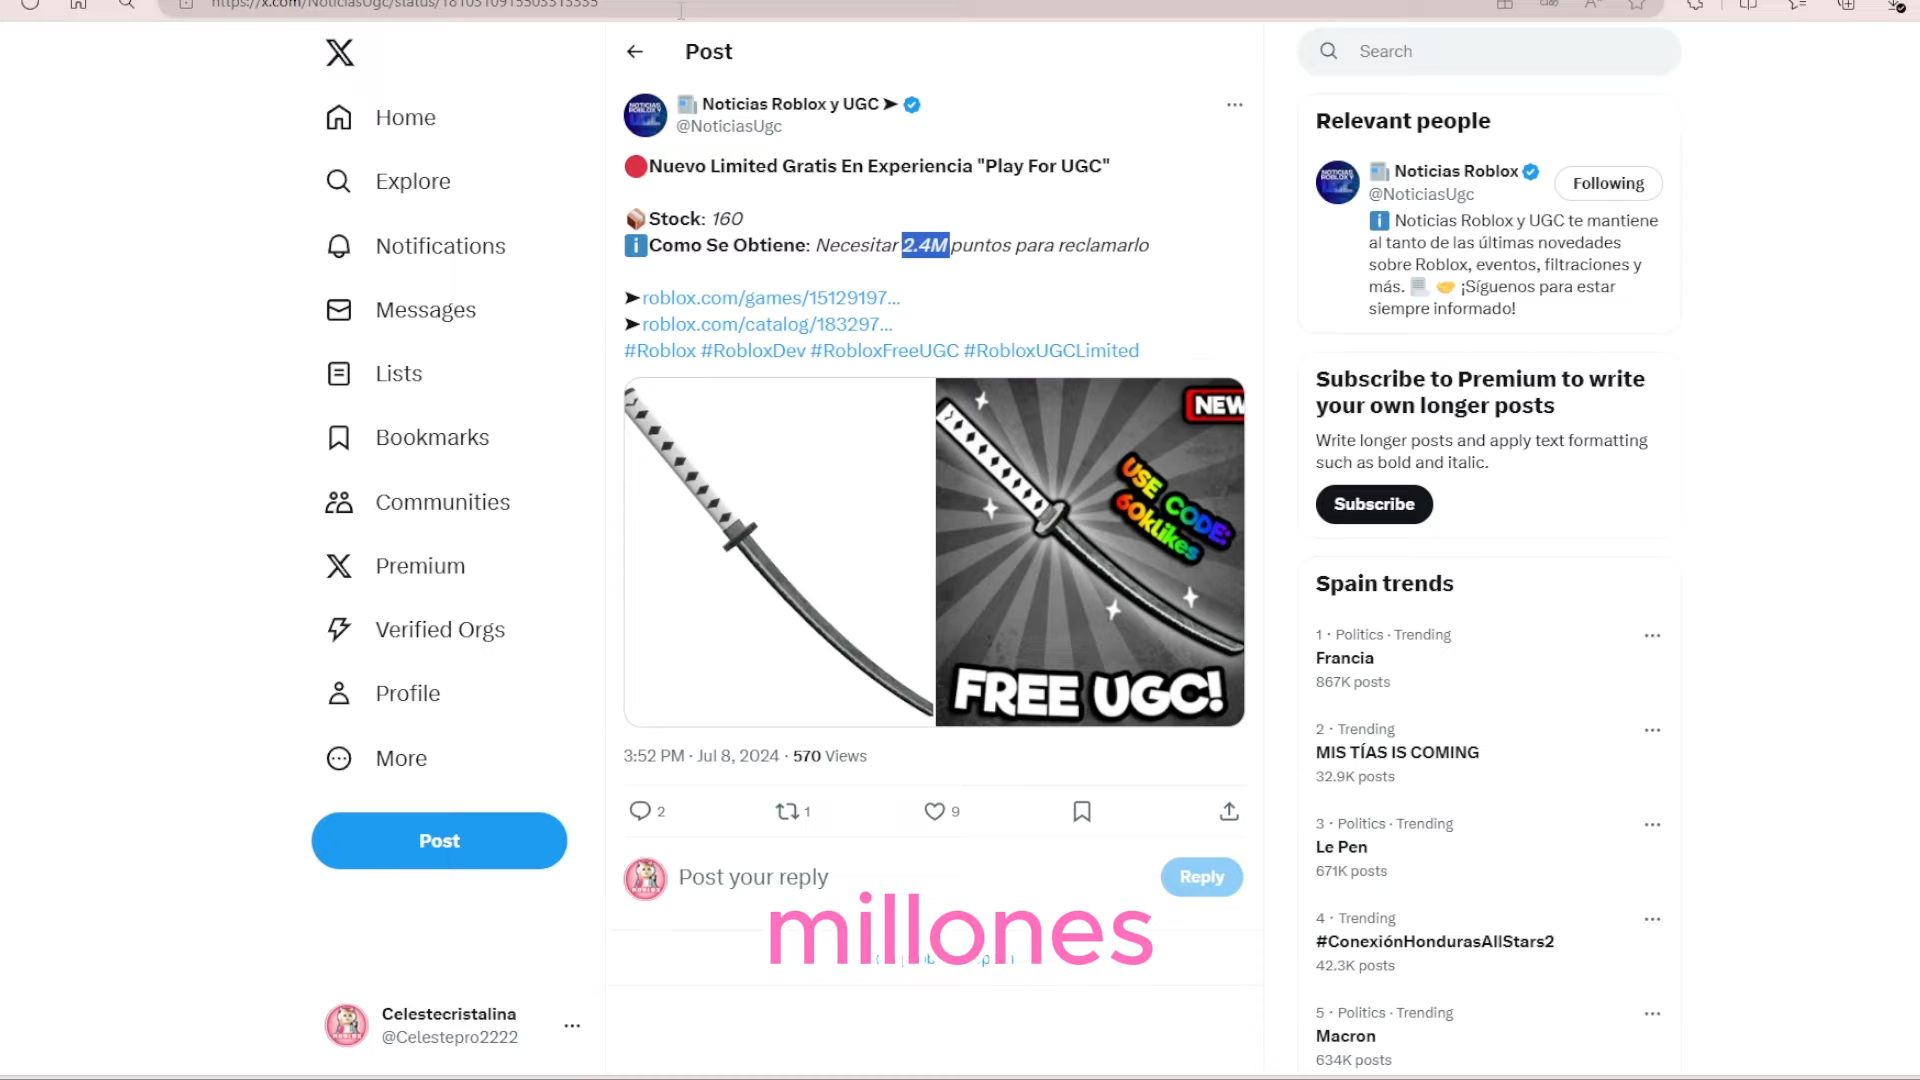 https://x.com/NoticiasUgc/status/1810310915503313335
Home
Explore
Notifications
Messages
Lists
Bookmarks
Communities
Premium
Verified Orgs
Profile
More
Post
Celestecristalina
@Celestepro2222
Post
Noticias Roblox y UGC ➤
@NoticiasUgc
Nuevo Limited Gratis En Experiencia "Play For UGC"
Stock: 160
Como Se Obtiene: Necesitar 2.4M puntos para reclamarlo
➤roblox.com/games/15129197...
➤roblox.com/catalog/183297...
#Roblox #RobloxDev #RobloxFreeUGC #RobloxUGCLimited
NEW
USE CODE:
60klikes
FREE UGC!
3:52 PM · Jul 8, 2024 · 570 Views
2
1
9
Post your reply
Reply
millones
Search
Relevant people
Noticias Roblox
@NoticiasUgc
Following
Noticias Roblox y UGC te mantiene
al tanto de las últimas novedades
sobre Roblox, eventos, filtraciones y
más. ¡Síguenos para estar
siempre informado!
Subscribe to Premium to write
your own longer posts
Write longer posts and apply text formatting
such as bold and italic.
Subscribe
Spain trends
1 · Politics · Trending
Francia
867K posts
2 · Trending
MIS TÍAS IS COMING
32.9K posts
3 · Politics · Trending
Le Pen
671K posts
4 · Trending
#ConexiónHondurasAllStars2
42.3K posts
5 · Politics · Trending
Macron
634K posts